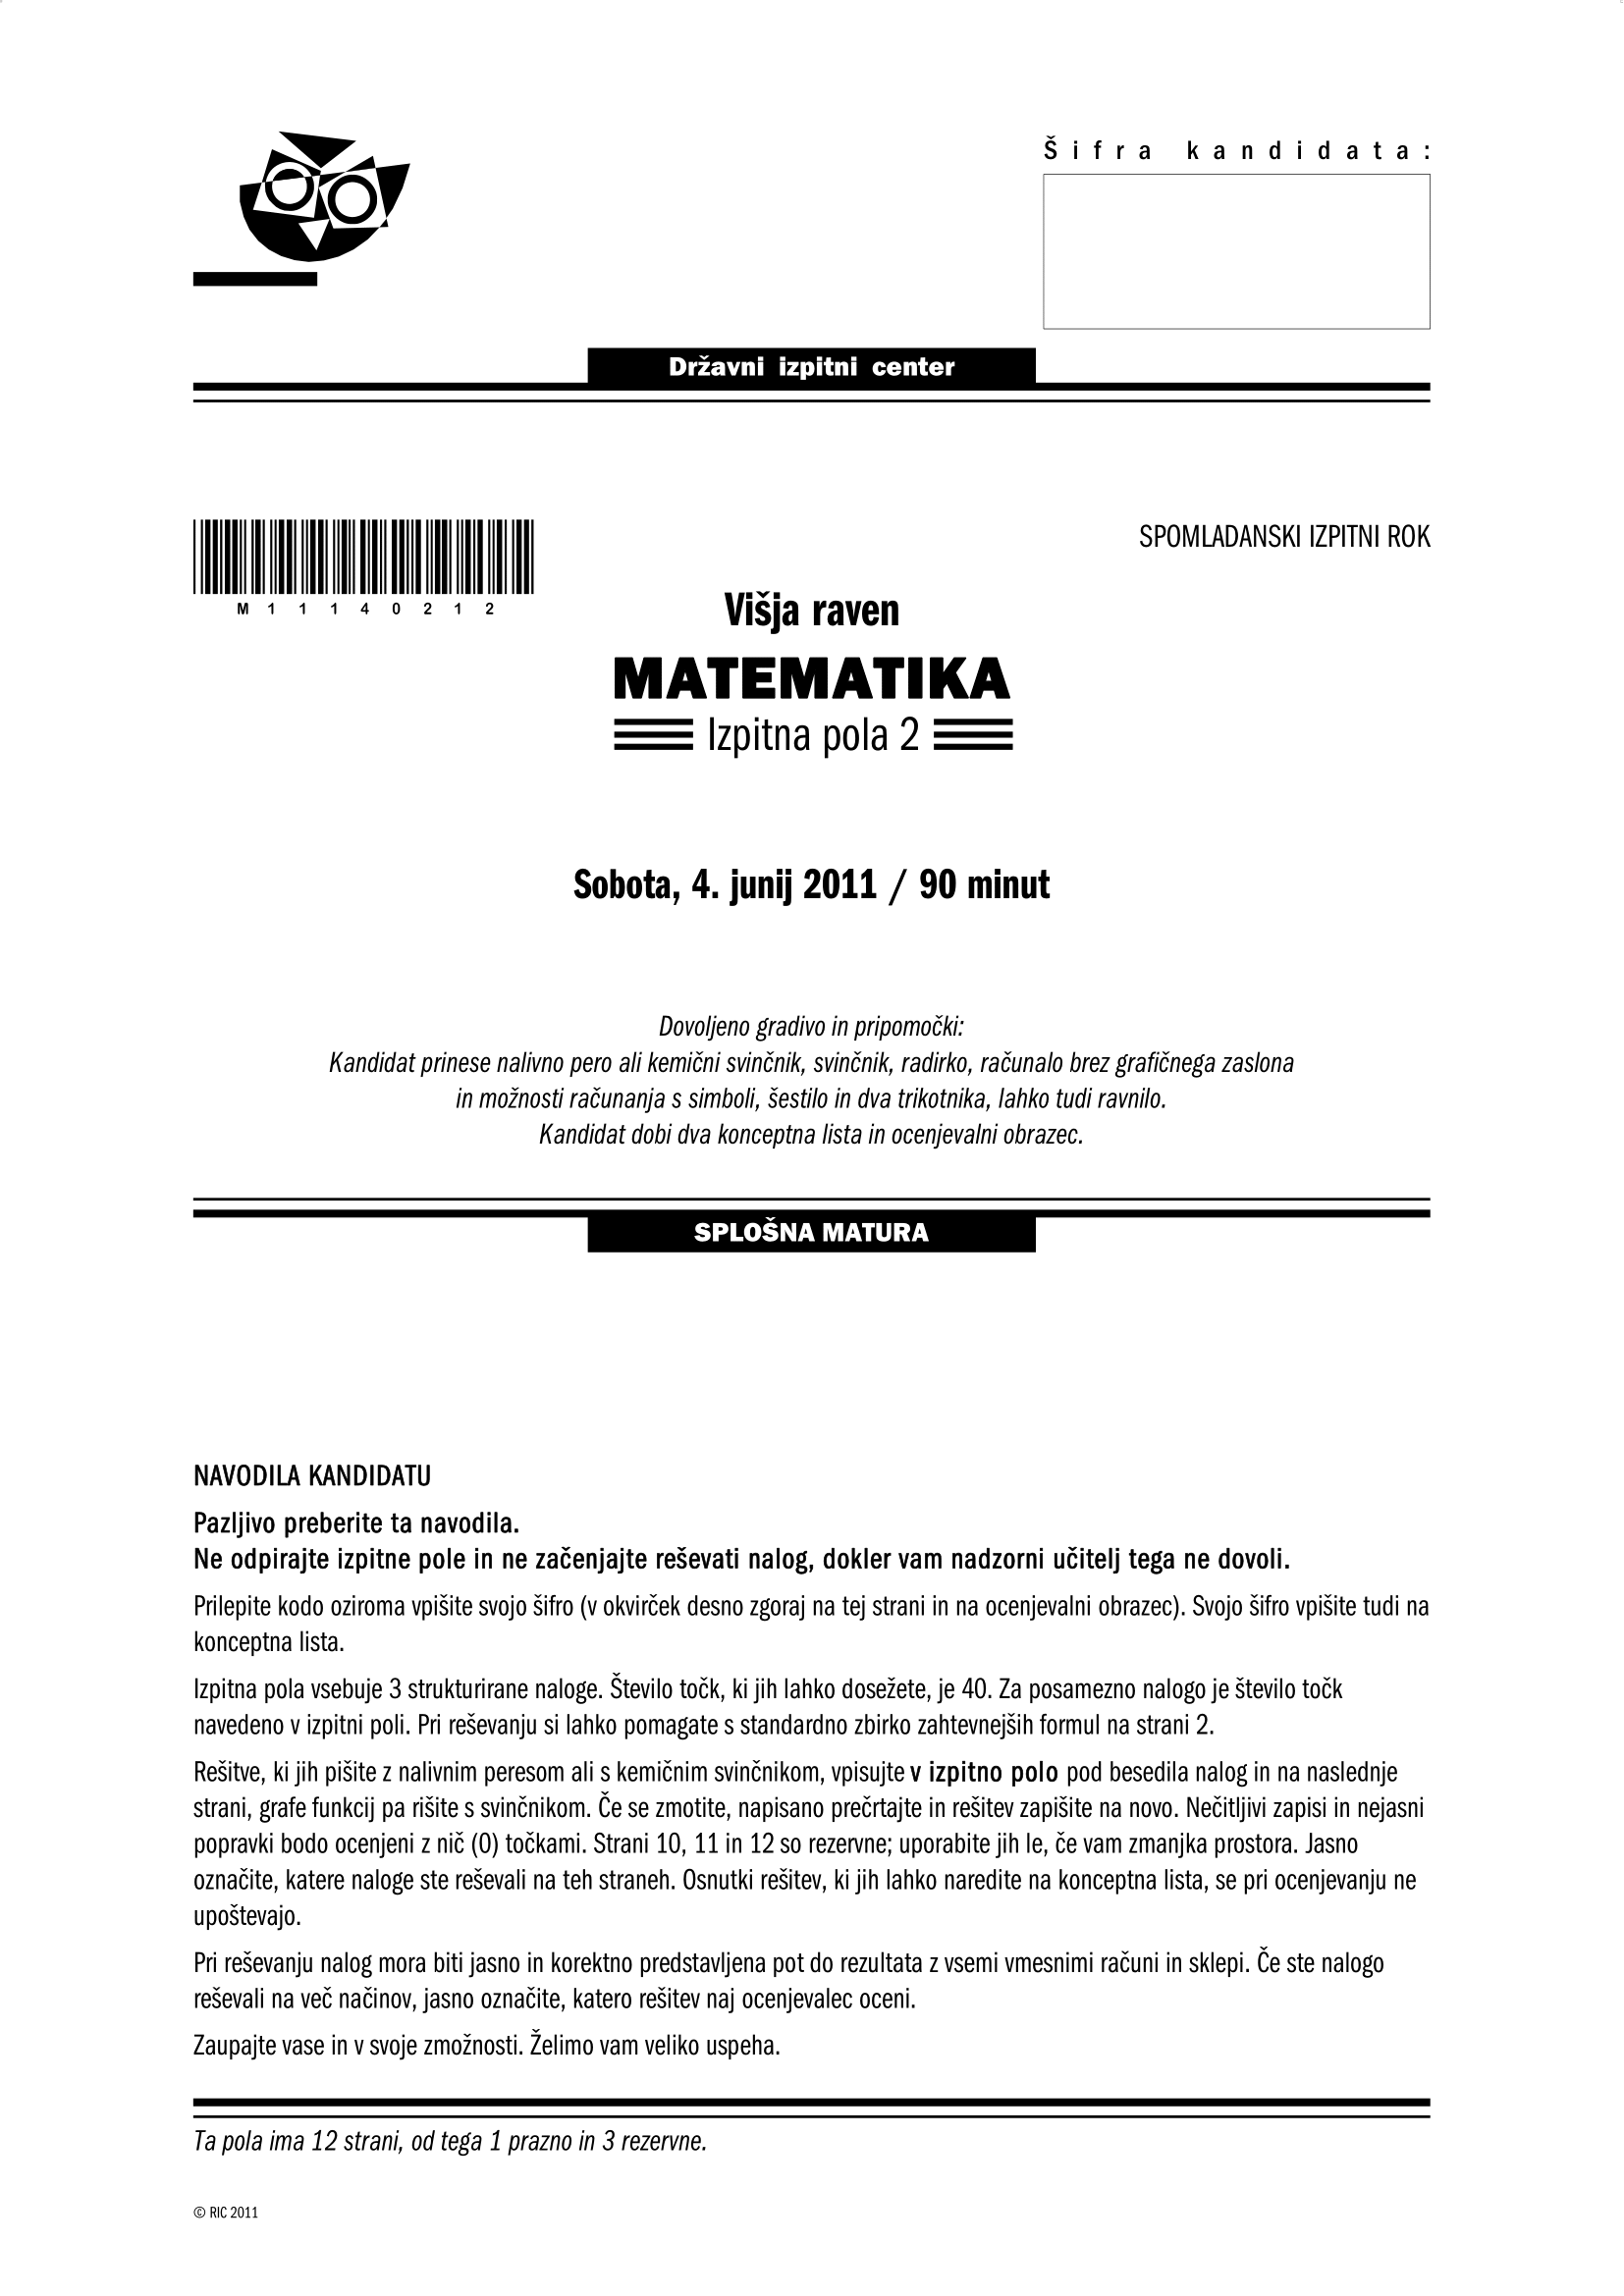 Šifra kandidata:
Državni izpitni center
SPOMLADANSKI IZPITNI ROK
M11140212
Višja raven
MATEMATIKA
Izpitna pola 2
Sobota, 4. junij 2011 / 90 minut
Dovoljeno gradivo in pripomočki:
Kandidat prinese nalivno pero ali kemični svinčnik, svinčnik, radirko, računalo brez grafičnega zaslona
in možnosti računanja s simboli, šestilo in dva trikotnika, lahko tudi ravnilo.
Kandidat dobi dva konceptna lista in ocenjevalni obrazec.
SPLOŠNA MATURA
NAVODILA KANDIDATU
Pazljivo preberite ta navodila.
Ne odpirajte izpitne pole in ne začenjajte reševati nalog, dokler vam nadzorni učitelj tega ne dovoli.
Prilepite kodo oziroma vpišite svojo šifro (v okvirček desno zgoraj na tej strani in na ocenjevalni obrazec). Svojo šifro vpišite tudi na
konceptna lista.
Izpitna pola vsebuje 3 strukturirane naloge. Število točk, ki jih lahko dosežete, je 40. Za posamezno nalogo je število točk
navedeno v izpitni poli. Pri reševanju si lahko pomagate s standardno zbirko zahtevnejših formul na strani 2.
Rešitve, ki jih pišite z nalivnim peresom ali s kemičnim svinčnikom, vpisujte v izpitno polo pod besedila nalog in na naslednje
strani, grafe funkcij pa rišite s svinčnikom. Če se zmotite, napisano prečrtajte in rešitev zapišite na novo. Nečitljivi zapisi in nejasni
popravki bodo ocenjeni z nič (0) točkami. Strani 10, 11 in 12 so rezervne; uporabite jih le, če vam zmanjka prostora. Jasno
označite, katere naloge ste reševali na teh straneh. Osnutki rešitev, ki jih lahko naredite na konceptna lista, se pri ocenjevanju ne
upoštevajo.
Pri reševanju nalog mora biti jasno in korektno predstavljena pot do rezultata z vsemi vmesnimi računi in sklepi. Če ste nalogo
reševali na več načinov, jasno označite, katero rešitev naj ocenjevalec oceni.
Zaupajte vase in v svoje zmožnosti. Želimo vam veliko uspeha.
Ta pola ima 12 strani, od tega 1 prazno in 3 rezervne.
© RIC 2011